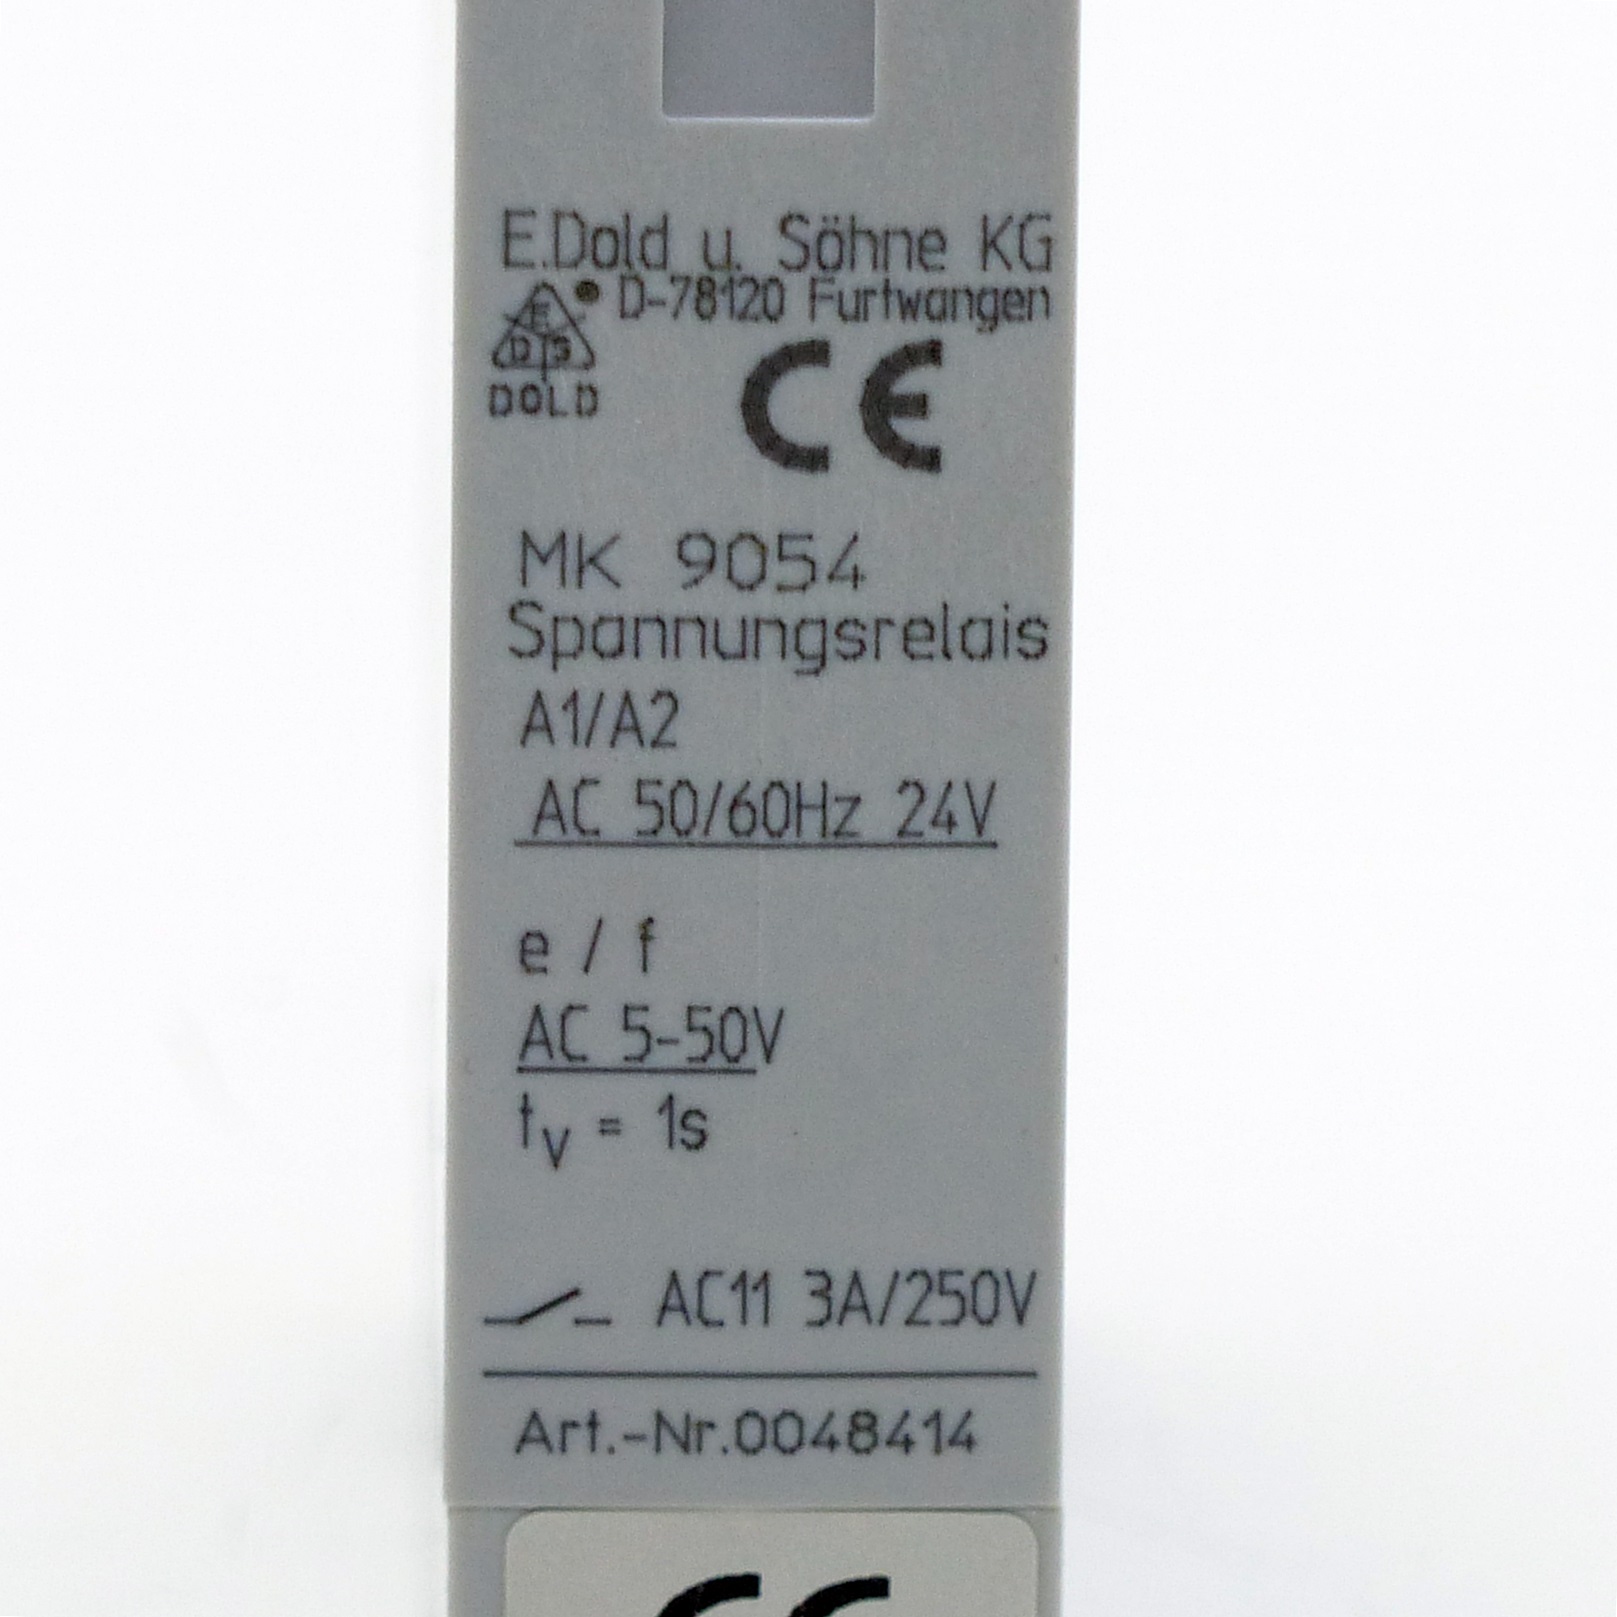 E.Dold u. Söhne KG
D-78120 Furtwangen
E
D S
DOLD
CE
MK 9054
Spannungsrelais
A1/A2
AC 50/60Hz 24V
e / f
AC 5-50V
tv = 1s
AC11 3A/250V
Art.-Nr.0048414
CE